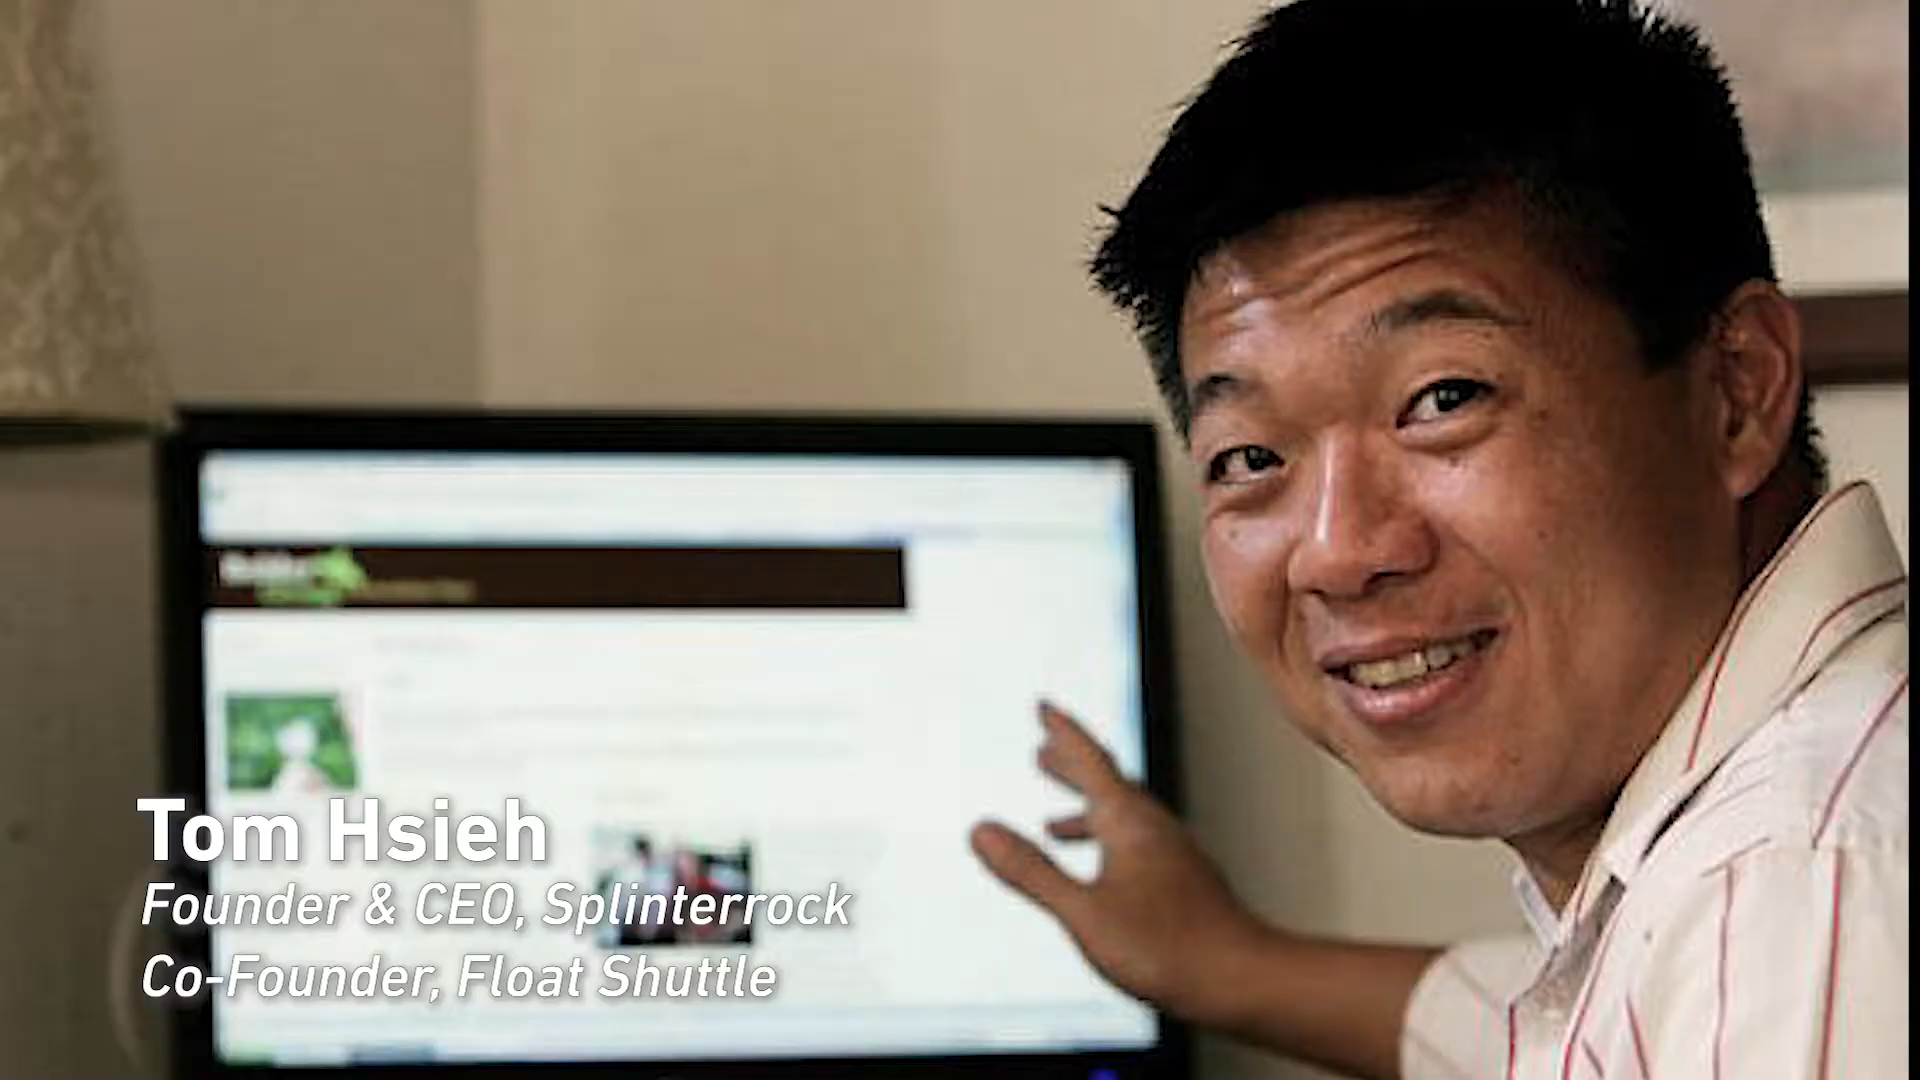 Tom Hsieh
Founder & CEO, Splinterrock
Co-Founder, Float Shuttle